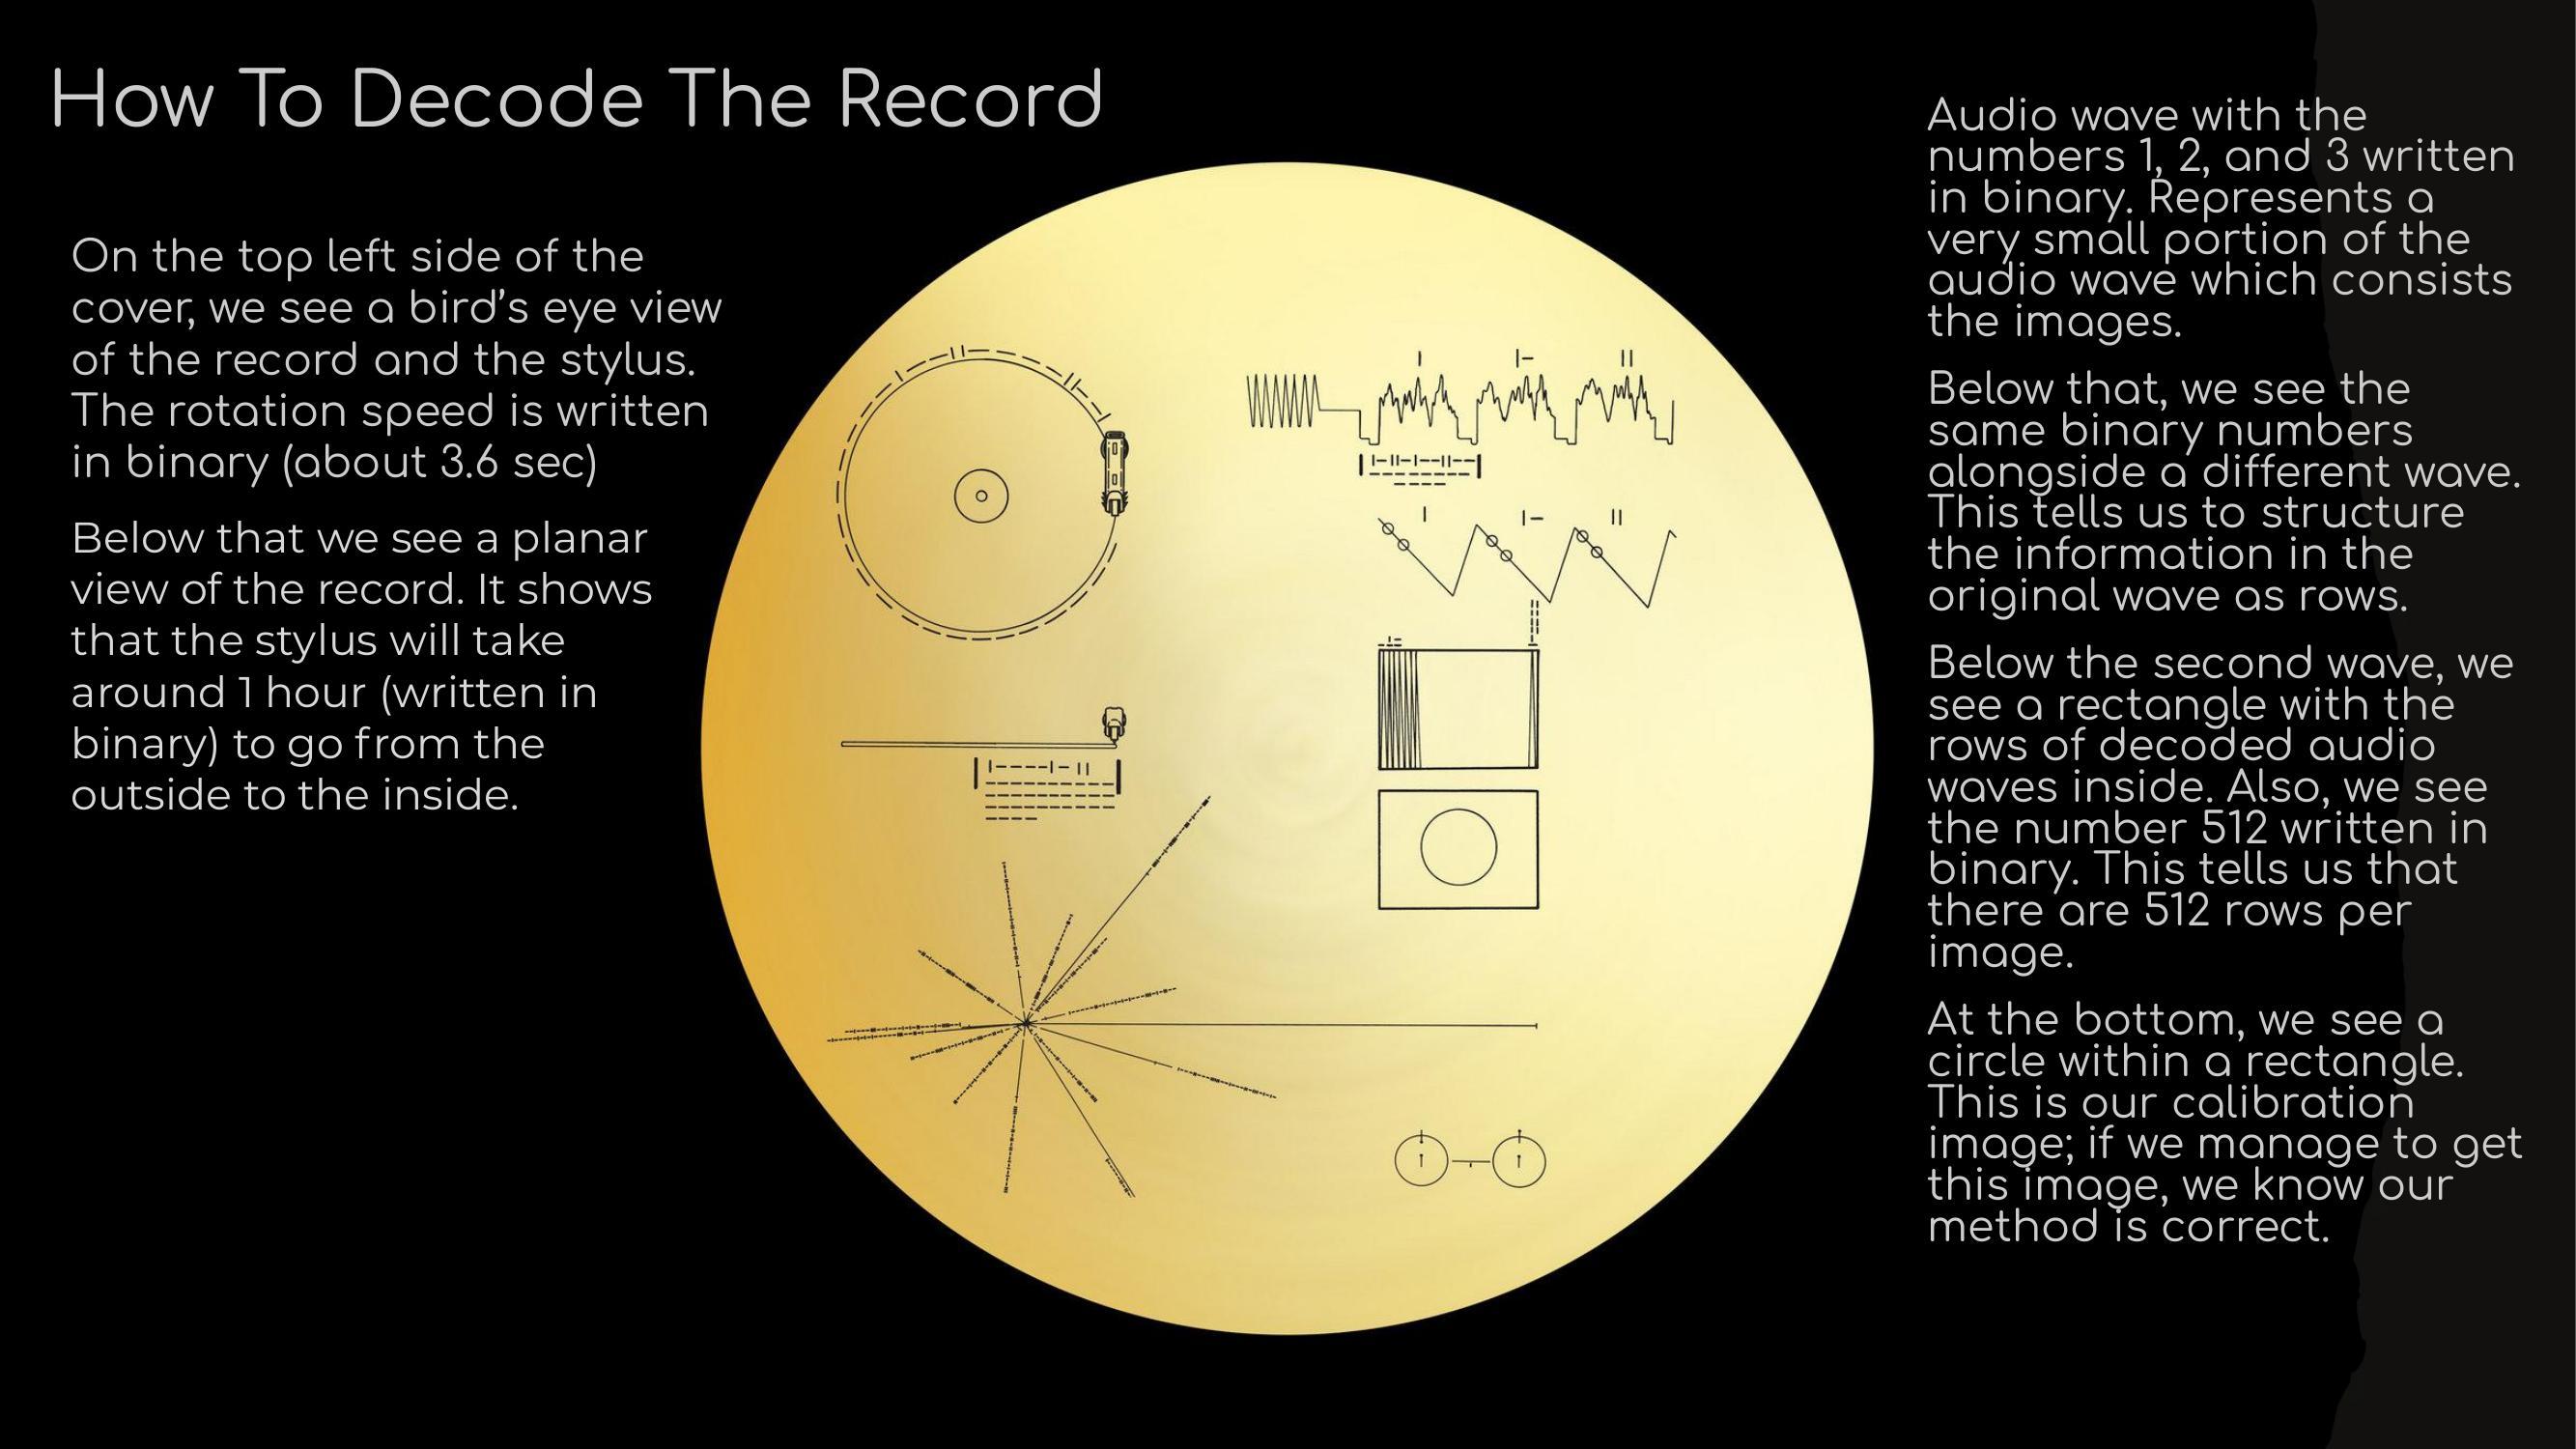 How To Decode The Record
On the top left side of the
cover, we see a bird's eye view
of the record and the stylus.
The rotation speed is written
in binary (about 3.6 sec)
Below that we see a planar
view of the record. It shows
that the stylus will take
around 1 hour (written in
binary) to go from the
outside to the inside.
Audio wave with the
numbers 1, 2, and 3 written
in binary. Represents a
very small portion of the
audio wave which consists
the images.
Below that, we see the
same binary numbers
alongside a different wave.
This tells us to structure
the information in the
original wave as rows.
Below the second wave, we
see a rectangle with the
rows of decoded audio
waves inside. Also, we see
the number 512 written in
binary. This tells us that
there are 512 rows per
image.
At the bottom, we see a
circle within a rectangle.
This is our calibration
image; if we manage to get
this image, we know our
method is correct.